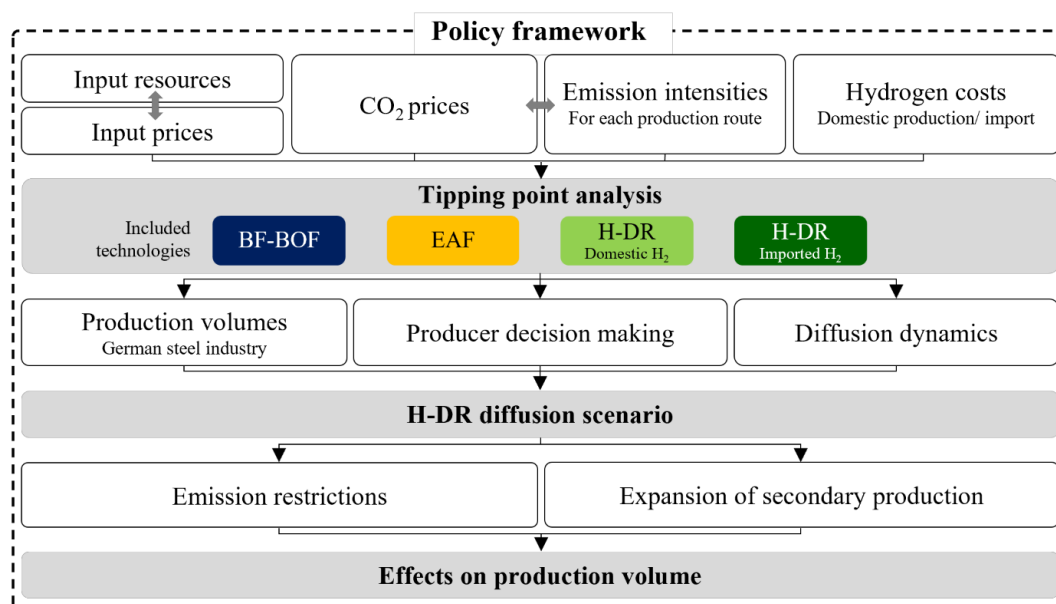 Policy framework
Input resources
Input prices
CO₂ prices
Emission intensities
For each production route
Hydrogen costs
Domestic production/ import
Tipping point analysis
Included
technologies
BF-BOF
EAF
H-DR
Domestic H₂
H-DR
Imported H₂
Production volumes
German steel industry
Producer decision making
Diffusion dynamics
H-DR diffusion scenario
Emission restrictions
Expansion of secondary production
Effects on production volume